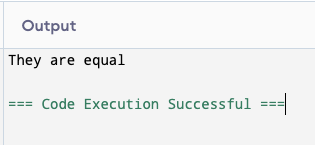 Output
They are equal
=== Code Execution Successful ===